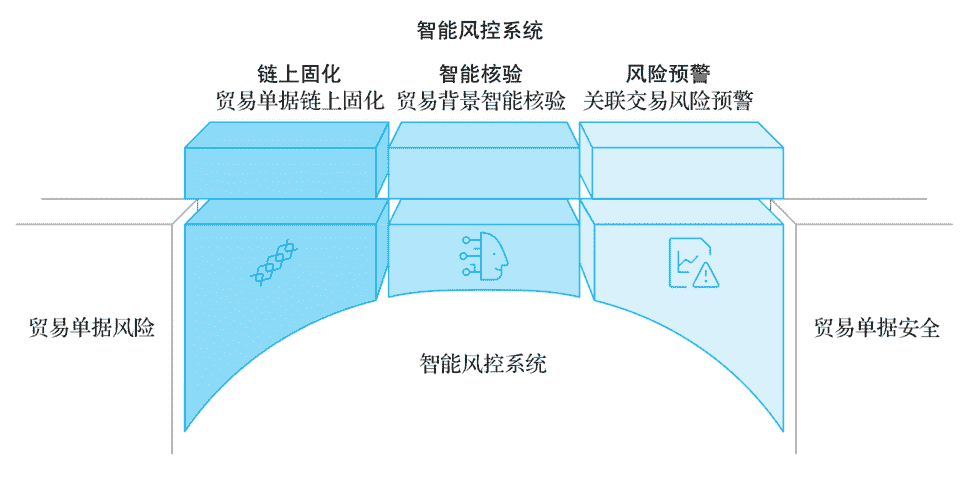 智能风控系统
链上固化
贸易单据链上固化
智能核验
贸易背景智能核验
风险预警
关联交易风险预警
贸易单据风险
智能风控系统
贸易单据安全